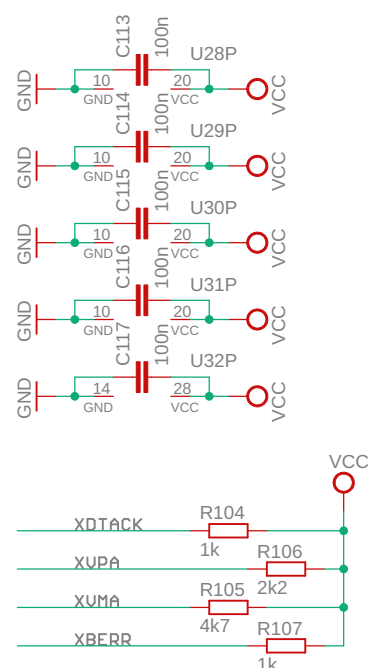 C113
100n
U28P
GND
10
GND
20
VCC
VCC
C114
100n
U29P
GND
10
GND
20
VCC
VCC
C115
100n
U30P
GND
10
GND
20
VCC
VCC
C116
100n
U31P
GND
10
GND
20
VCC
VCC
C117
100n
U32P
GND
14
GND
28
VCC
VCC
VCC
XDTACK
R104
1k
XVPA
R106
2k2
XVMA
R105
4k7
XBERR
R107
1k